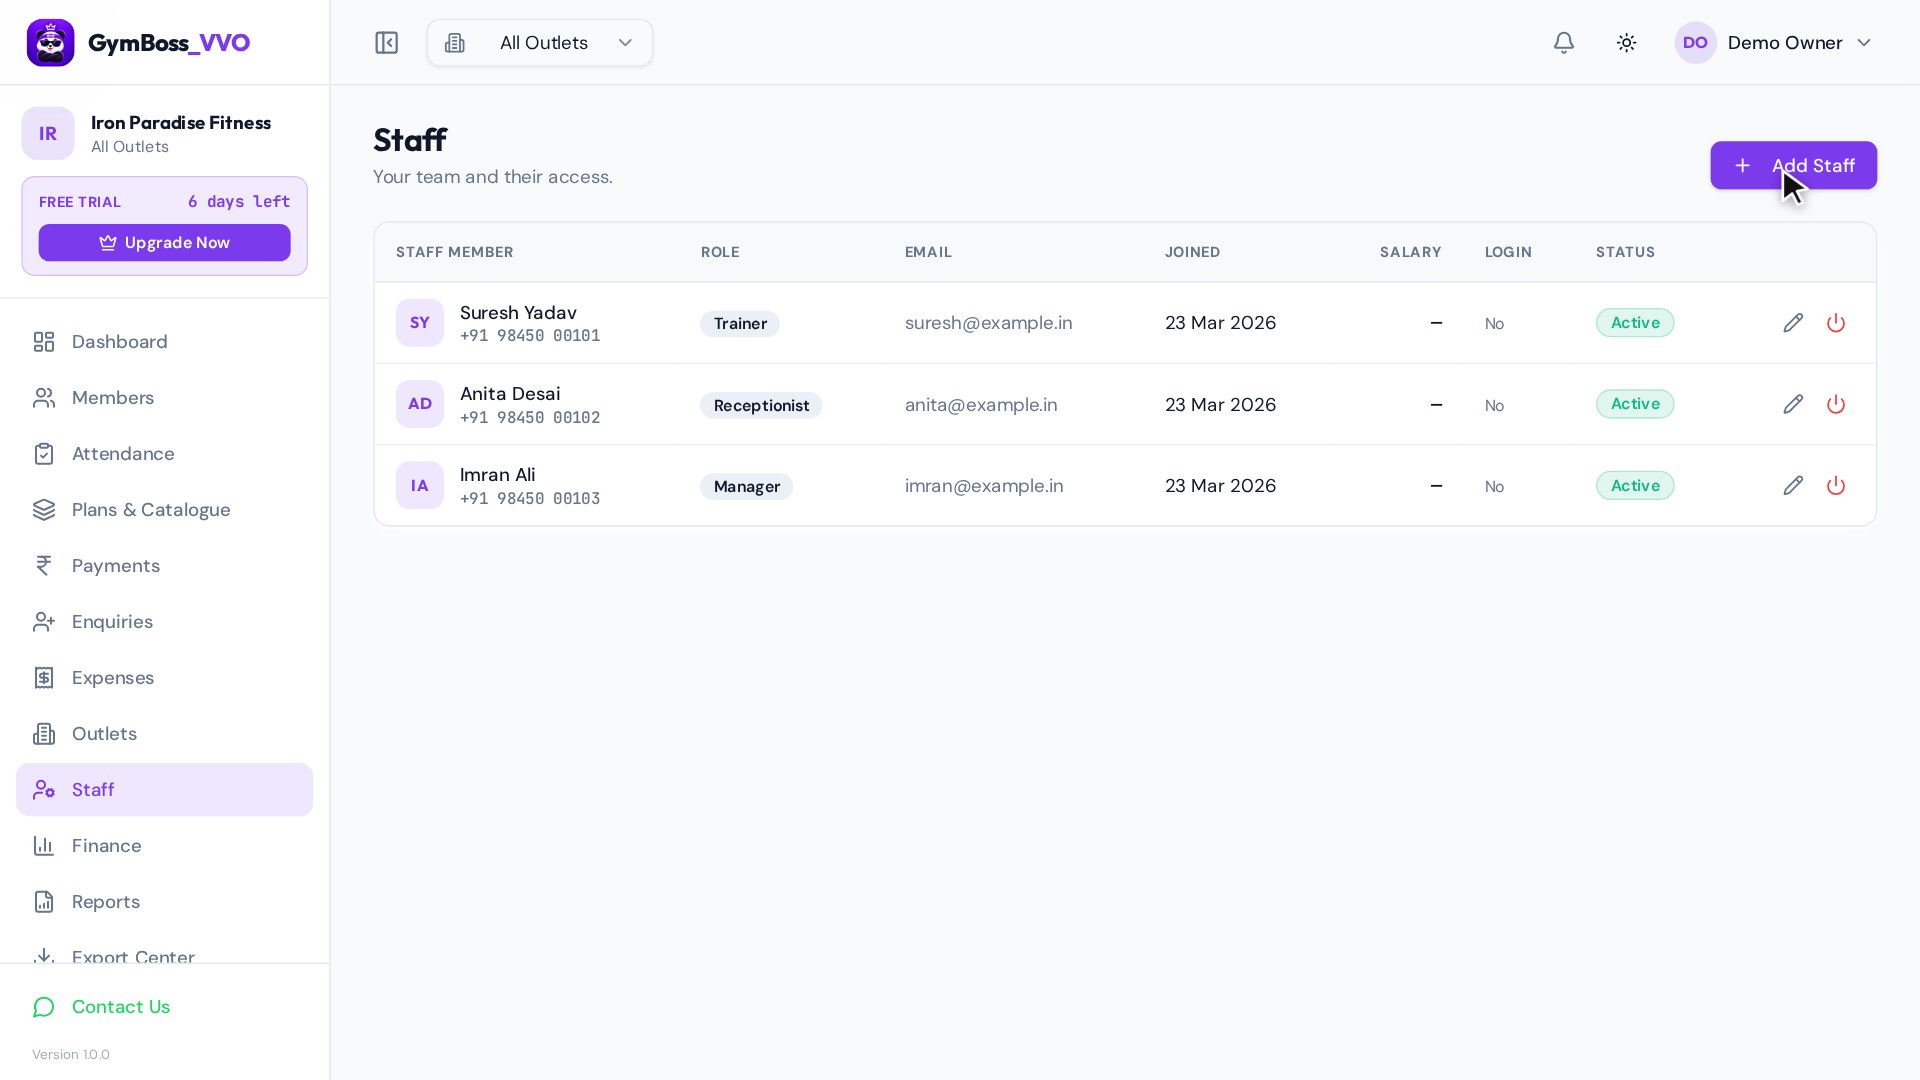 GymBoss_VVO
All Outlets
DO Demo Owner
IR Iron Paradise Fitness
All Outlets
FREE TRIAL 6 days left
Upgrade Now
Dashboard
Members
Attendance
Plans & Catalogue
Payments
Enquiries
Expenses
Outlets
Staff
Finance
Reports
Export Center
Contact Us
Version 1.0.0
Staff
Your team and their access.
Add Staff
STAFF MEMBER ROLE EMAIL JOINED SALARY LOGIN STATUS
SY Suresh Yadav Trainer suresh@example.in 23 Mar 2026 – No Active
+91 98450 00101
AD Anita Desai Receptionist anita@example.in 23 Mar 2026 – No Active
+91 98450 00102
IA Imran Ali Manager imran@example.in 23 Mar 2026 – No Active
+91 98450 00103